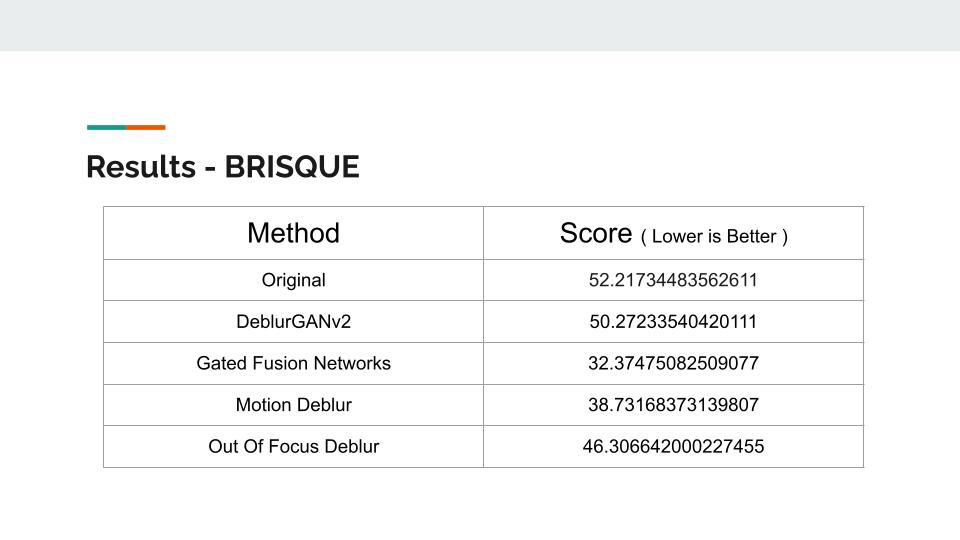 Results - BRISQUE
Method Score ( Lower is Better )
Original 52.21734483562611
DeblurGANv2 50.27233540420111
Gated Fusion Networks 32.37475082509077
Motion Deblur 38.73168373139807
Out Of Focus Deblur 46.306642000227455